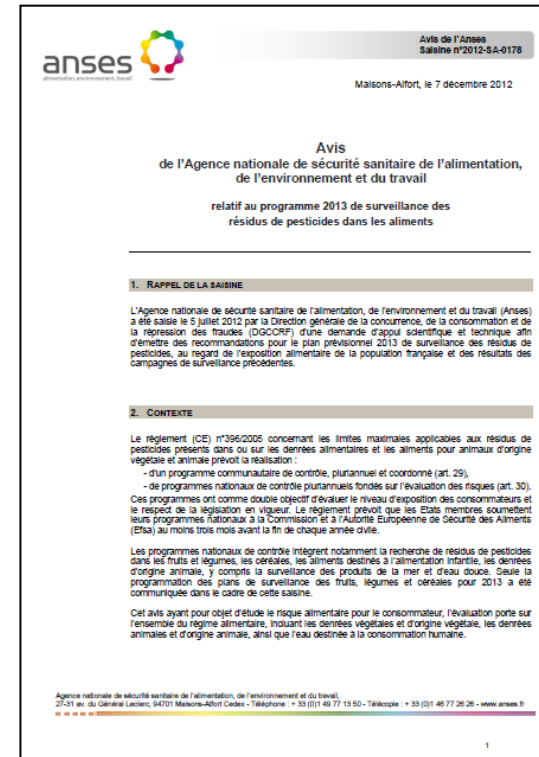 anses
alimentation, environnement, travail
Avis de l'Anses
Saisine n°2012-SA-0178
Maisons-Alfort, le 7 décembre 2012
Avis
de l'Agence nationale de sécurité sanitaire de l'alimentation,
de l'environnement et du travail
relatif au programme 2013 de surveillance des
résidus de pesticides dans les aliments
1. RAPPEL DE LA SAISINE
L'Agence nationale de sécurité sanitaire de l'alimentation, de l'environnement et du travail (Anses)
a été saisie le 5 juillet 2012 par la Direction générale de la concurrence, de la consommation et de
la répression des fraudes (DGCCRF) d'une demande d'appui scientifique et technique afin
d'émettre des recommandations pour le plan prévisionnel 2013 de surveillance des résidus de
pesticides, au regard de l'exposition alimentaire de la population française et des résultats des
campagnes de surveillance précédentes.
2. CONTEXTE
Le règlement (CE) n°396/2005 concernant les limites maximales applicables aux résidus de
pesticides présents dans ou sur les denrées alimentaires et les aliments pour animaux d'origine
végétale et animale prévoit la réalisation :
- d'un programme communautaire de contrôle, pluriannuel et coordonné (art. 29),
- de programmes nationaux de contrôle pluriannuels fondés sur l'évaluation des risques (art. 30).
Ces programmes ont comme double objectif d'évaluer le niveau d'exposition des consommateurs et
le respect de la législation en vigueur. Le règlement prévoit que les Etats membres soumettent
leurs programmes nationaux à la Commission et à l'Autorité Européenne de Sécurité des Aliments
(Efsa) au moins trois mois avant la fin de chaque année civile.
Les programmes nationaux de contrôle intègrent notamment la recherche de résidus de pesticides
dans les fruits et légumes, les céréales, les aliments destinés à l'alimentation infantile, les denrées
d'origine animale, y compris la surveillance des produits de la mer et d'eau douce. Seule la
programmation des plans de surveillance des fruits, légumes et céréales pour 2013 a été
communiquée dans le cadre de cette saisine.
Cet avis ayant pour objet d'étude le risque alimentaire pour le consommateur, l'évaluation porte sur
l'ensemble du régime alimentaire, incluant les denrées végétales et d'origine végétale, les denrées
animales et d'origine animale, ainsi que l'eau destinée à la consommation humaine.
Agence nationale de sécurité sanitaire de l'alimentation, de l'environnement et du travail,
27-31 av. du Général Leclerc, 94701 Maisons-Alfort Cedex - Téléphone : + 33 (0)1 49 77 13 50 - Télécopie : + 33 (0)1 46 77 26 26 - www.anses.fr
1